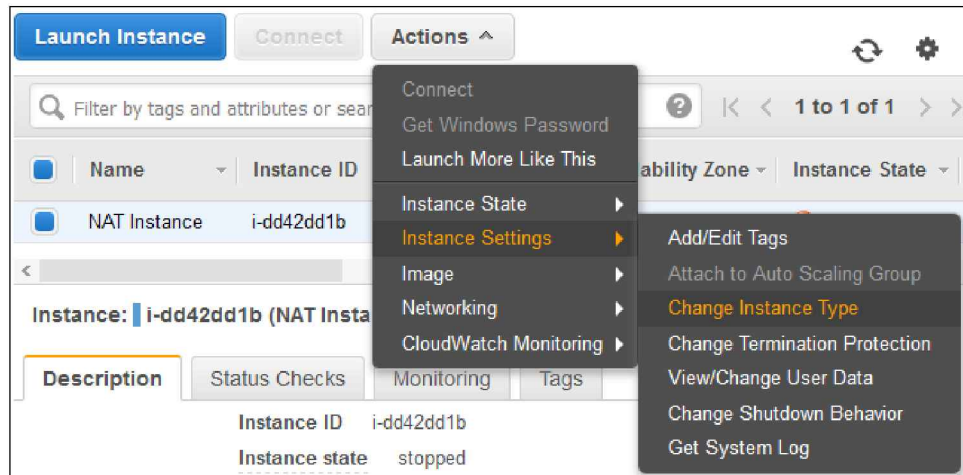 Launch Instance Connect Actions
Filter by tags and attributes or sear 1 to 1 of 1
Name Instance ID ability Zone Instance State
NAT Instance i-dd42dd1b
Connect
Get Windows Password
Launch More Like This
Instance State
Instance Settings
Image
Networking
CloudWatch Monitoring
Add/Edit Tags
Attach to Auto Scaling Group
Change Instance Type
Change Termination Protection
View/Change User Data
Change Shutdown Behavior
Get System Log
Instance: i-dd42dd1b (NAT Insta
Description Status Checks Monitoring Tags
Instance ID i-dd42dd1b
Instance state stopped